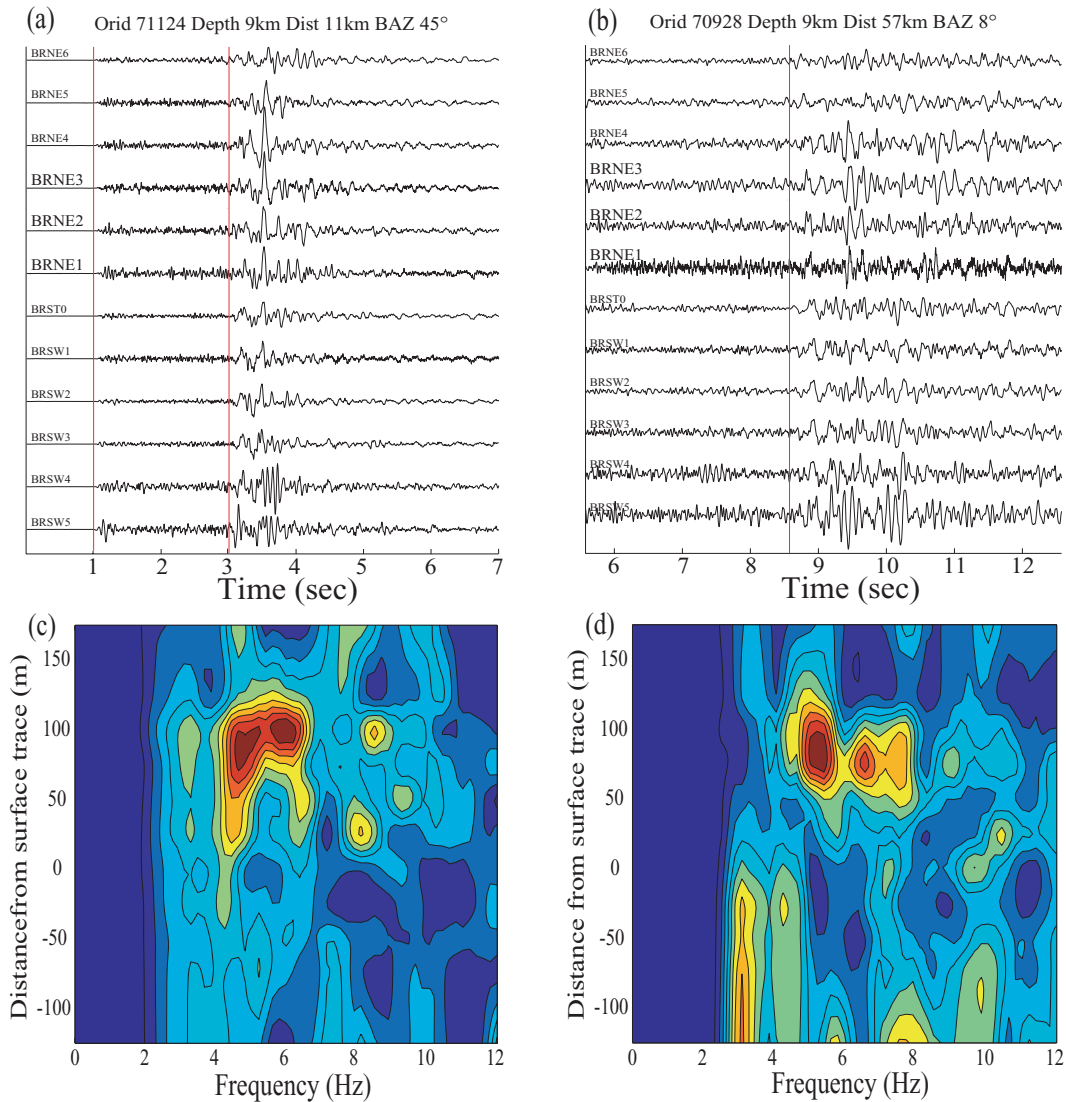 (a)
Orid 71124 Depth 9km Dist 11km BAZ 45°
BRNE6
BRNE5
BRNE4
BRNE3
BRNE2
BRNE1
BRST0
BRSW1
BRSW2
BRSW3
BRSW4
BRSW5
1 2 3 4 5 6 7
Time (sec)
(b)
Orid 70928 Depth 9km Dist 57km BAZ 8°
BRNE6
BRNE5
BRNE4
BRNE3
BRNE2
BRNE1
BRST0
BRSW1
BRSW2
BRSW3
BRSW4
BRSW5
6 7 8 9 10 11 12
Time (sec)
(c)
Distancefrom surface trace (m)
150
100
50
0
-50
-100
0 2 4 6 8 10 12
Frequency (Hz)
(d)
Distance from surface trace (m)
150
100
50
0
-50
-100
0 2 4 6 8 10 12
Frequency (Hz)